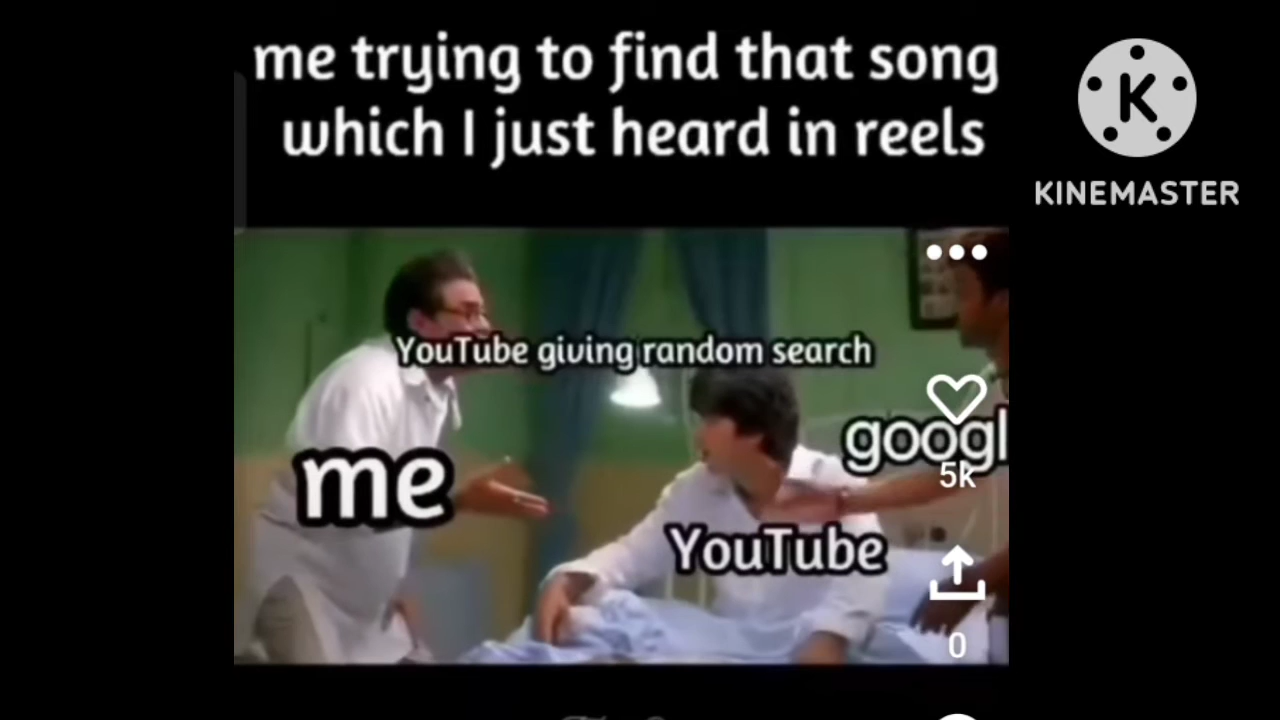 me trying to find that song
which I just heard in reels
K
KINEMASTER
YouTube giving random search
googl
me
5k
YouTube
0